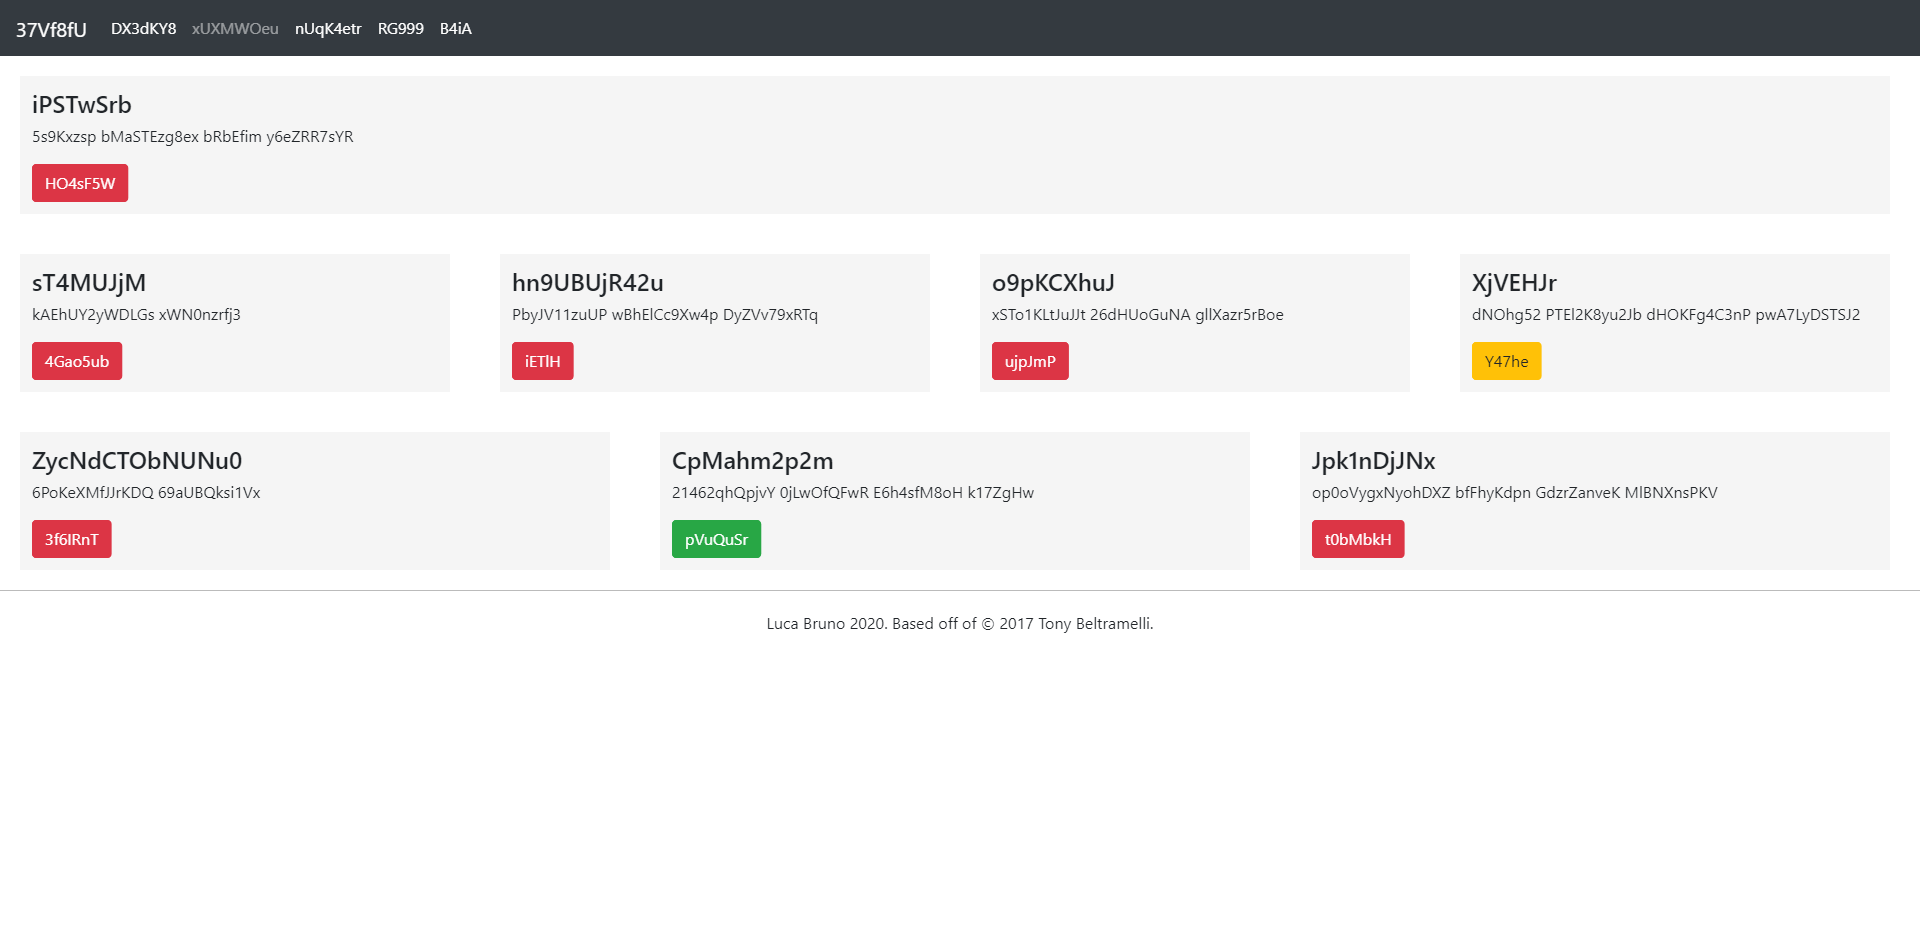 37Vf8fU DX3dKY8 xUXMWOeu nUqK4etr RG999 B4iA
iPSTwSrb
5s9Kxzsp bMaSTEzg8ex bRbEfim y6eZRR7sYR
HO4sF5W
sT4MUJjM
kAEhUY2yWDLGs xWN0nzrfj3
4Gao5ub
hn9UBUjR42u
PbyJV11zuUP wBhElCc9Xw4p DyZVv79xRTq
iETlH
o9pKCXhuJ
xSTo1KLtJuJJt 26dHUoGuNA gllXazr5rBoe
ujpJmP
XjVEHJr
dNOhg52 PTEl2K8yu2Jb dHOKFg4C3nP pwA7LyDSTSJ2
Y47he
ZycNdCTObNUNu0
6PoKeXMfJJrKDQ 69aUBQksi1Vx
3f6IRnT
CpMahm2p2m
21462qhQpjvY 0jLwOfQFwR E6h4sfM8oH k17ZgHw
pVuQuSr
Jpk1nDjJNx
op0oVygxNyohDXZ bfFhyKdpn GdzrZanveK MlBNXnsPKV
t0bMbkH
Luca Bruno 2020. Based off of © 2017 Tony Beltramelli.